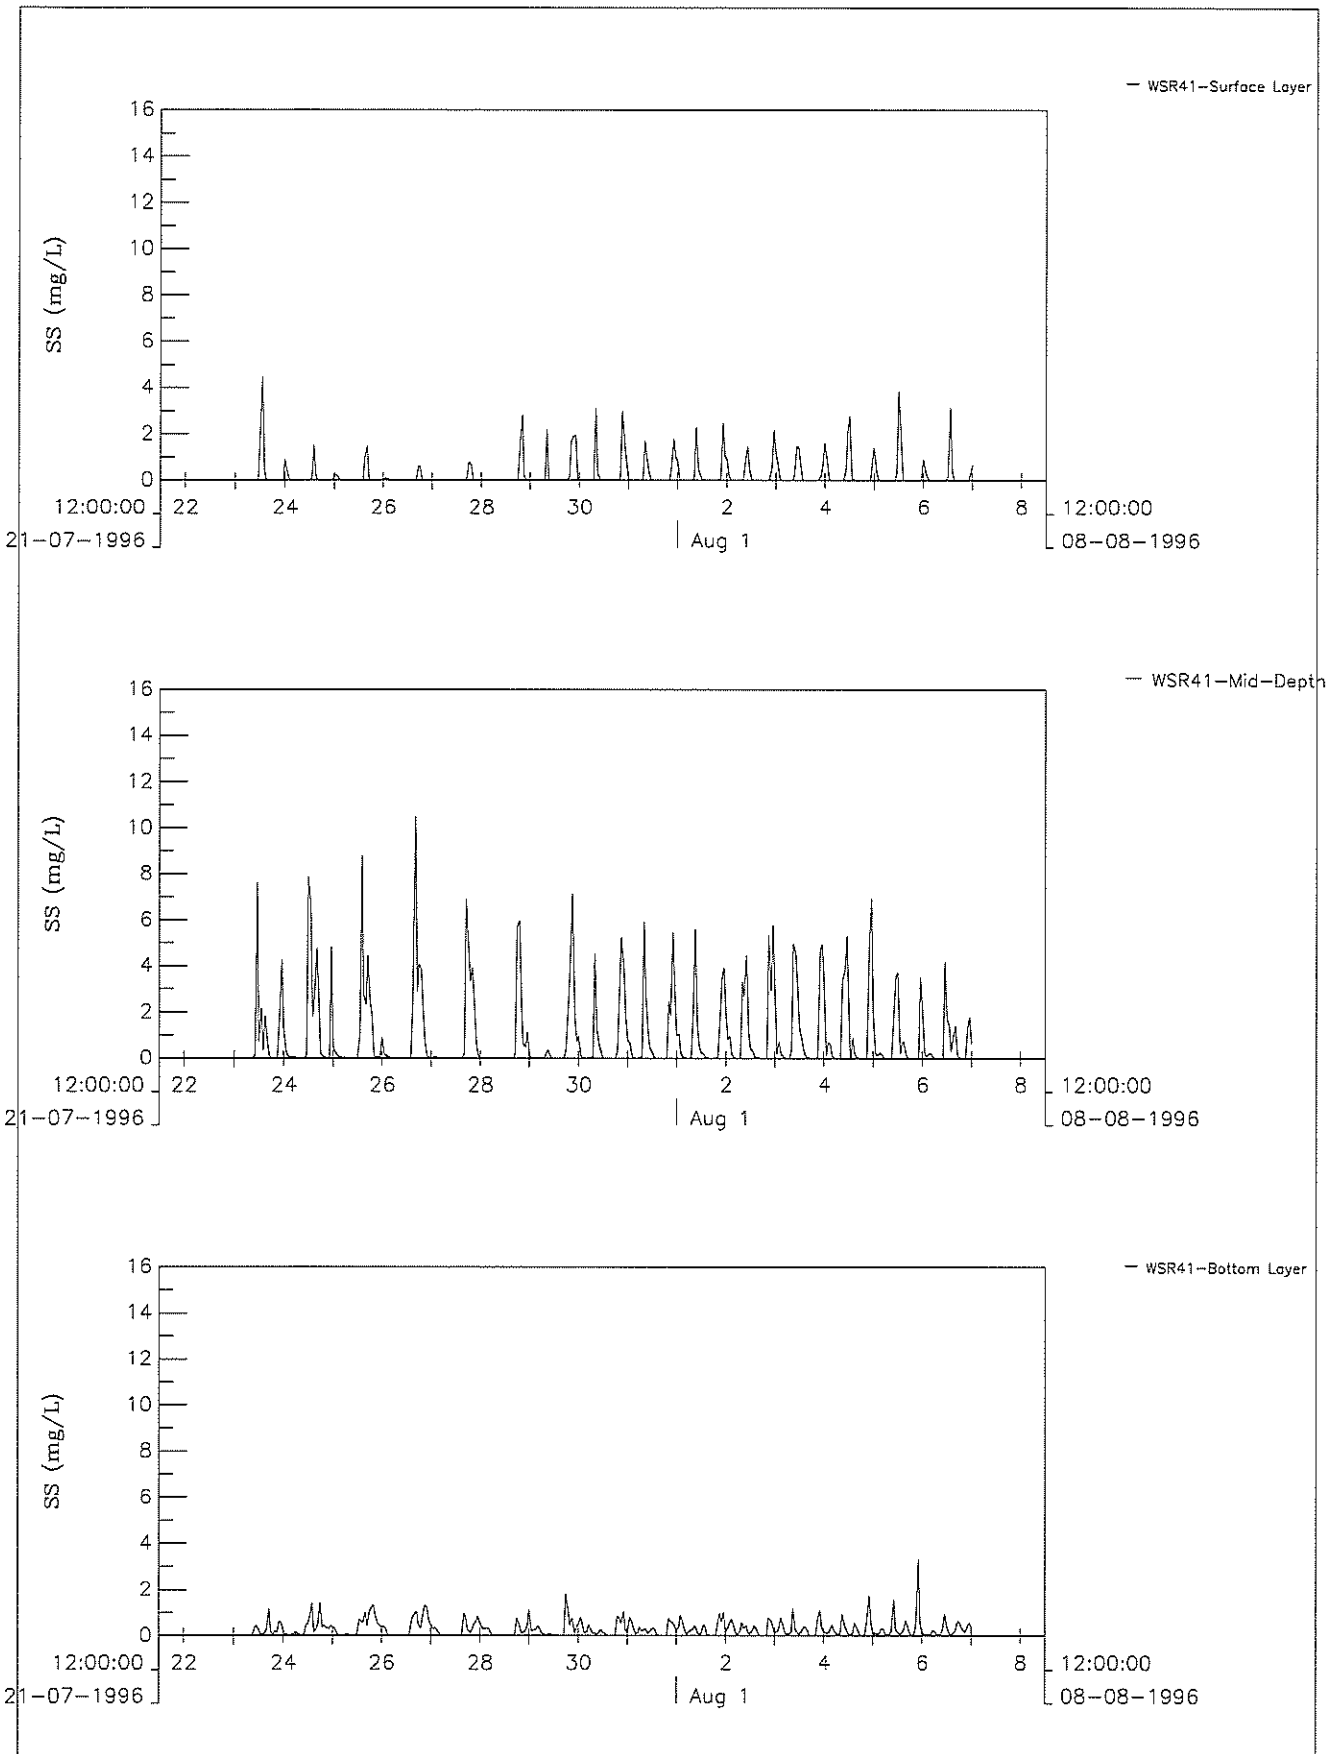 — WSR41-Surface Layer
16
14
12
10
8
6
4
2
0
SS (mg/L)
12:00:00 22 24 26 28 30 2 4 6 8 12:00:00
21-07-1996 Aug 1 08-08-1996
— WSR41-Mid-Depth
16
14
12
10
8
6
4
2
0
SS (mg/L)
12:00:00 22 24 26 28 30 2 4 6 8 12:00:00
21-07-1996 Aug 1 08-08-1996
— WSR41-Bottom Layer
16
14
12
10
8
6
4
2
0
SS (mg/L)
12:00:00 22 24 26 28 30 2 4 6 8 12:00:00
21-07-1996 Aug 1 08-08-1996